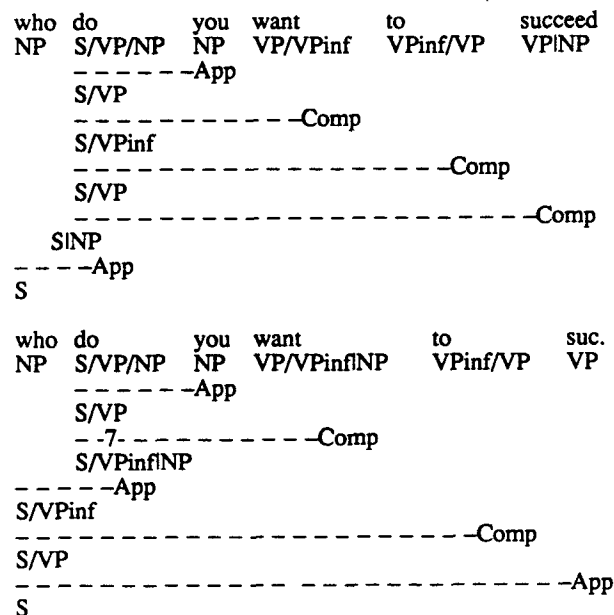 who do you want to succeed
NP S/VP/NP NP VP/VPinf VPinf/VP VP|NP
- - - - - - -App
S/VP
- - - - - - - - - - - - -Comp
S/VPinf
- - - - - - - - - - - - - - - - - - - - -Comp
S/VP
- - - - - - - - - - - - - - - - - - - - - - - - - -Comp
S|NP
- - - - -App
S
who do you want to suc.
NP S/VP/NP NP VP/VPinf|NP VPinf/VP VP
- - - - - - -App
S/VP
- -7- - - - - - - - - - -Comp
S/VPinf|NP
- - - - - -App
S/VPinf
- - - - - - - - - - - - - - - - - - - - - - - - -Comp
S/VP
- - - - - - - - - - - - - - - - - - - - - - - - - - - - - -App
S